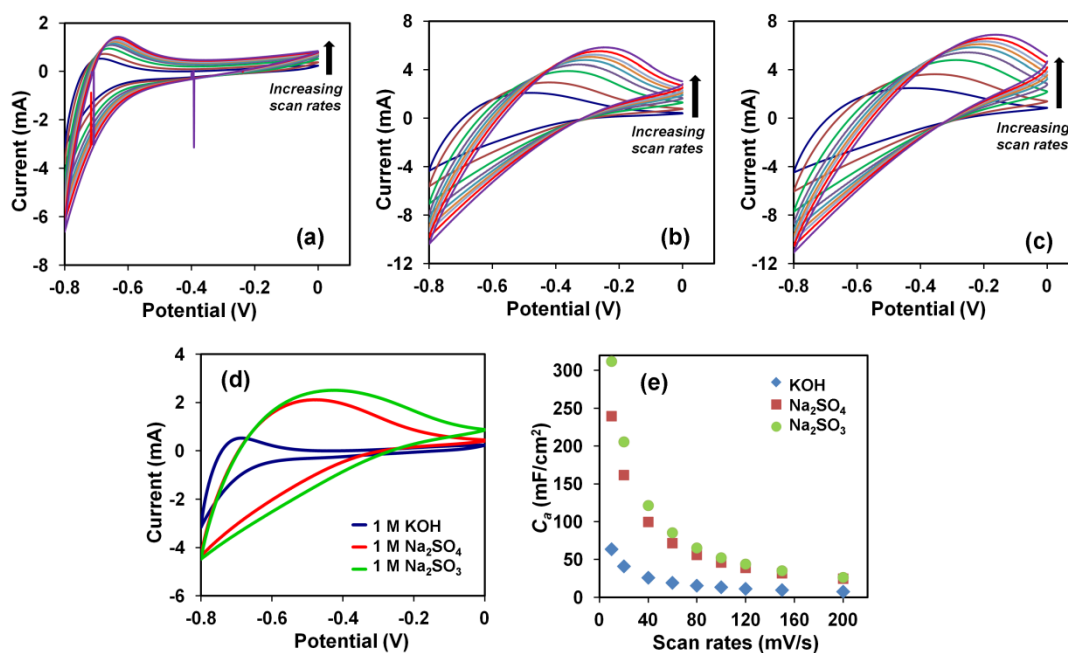 2
0
-2
-4
-6
-8
Current (mA)
-0.8
-0.6
-0.4
-0.2
0
Potential (V)
Increasing
scan rates
(a)
8
4
0
-4
-8
-12
Current (mA)
-0.8
-0.6
-0.4
-0.2
0
Potential (V)
Increasing
scan rates
(b)
8
4
0
-4
-8
-12
Current (mA)
-0.8
-0.6
-0.4
-0.2
0
Potential (V)
Increasing
scan rates
(c)
4
2
0
-2
-4
-6
Current (mA)
-0.8
-0.6
-0.4
-0.2
0
Potential (V)
(d)
1 M KOH
1 M Na₂SO₄
1 M Na₂SO₃
300
250
200
150
100
50
0
Cₐ (mF/cm²)
0
40
80
120
160
200
Scan rates (mV/s)
(e)
KOH
Na₂SO₄
Na₂SO₃